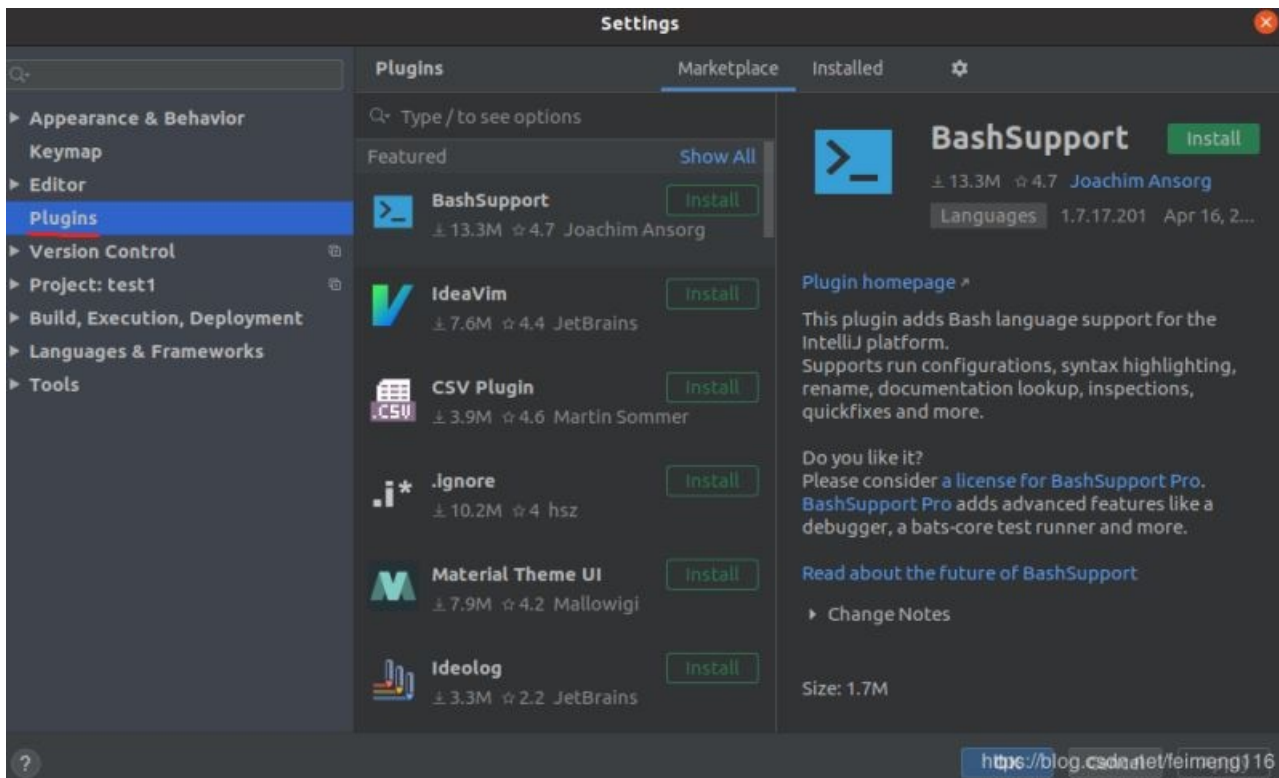 Settings
Plugins
Marketplace
Installed
Appearance & Behavior
Keymap
Editor
Plugins
Version Control
Project: test1
Build, Execution, Deployment
Languages & Frameworks
Tools
Type / to see options
Featured
Show All
BashSupport
Install
13.3M 4.7 Joachim Ansorg
IdeaVim
Install
7.6M 4.4 JetBrains
CSV Plugin
Install
.CSV
3.9M 4.6 Martin Sommer
.ignore
Install
.i*
10.2M 4 hsz
Material Theme UI
Install
7.9M 4.2 Mallowigi
Ideolog
Install
3.3M 2.2 JetBrains
BashSupport
Install
13.3M 4.7 Joachim Ansorg
Languages 1.7.17.201 Apr 16, 2...
Plugin homepage
This plugin adds Bash language support for the
IntelliJ platform.
Supports run configurations, syntax highlighting,
rename, documentation lookup, inspections,
quickfixes and more.
Do you like it?
Please consider a license for BashSupport Pro.
BashSupport Pro adds advanced features like a
debugger, a bats-core test runner and more.
Read about the future of BashSupport
Change Notes
Size: 1.7M
?
https://blog.csdn.net/feimeng116